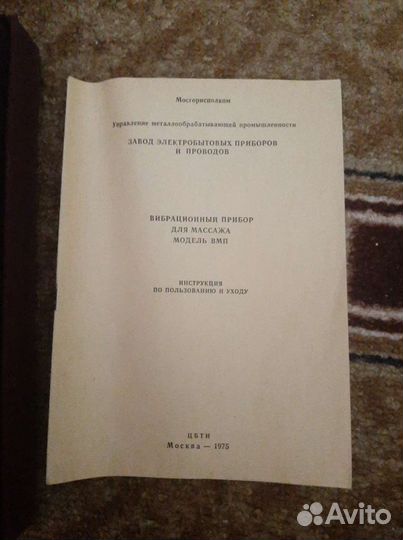 Мосгорисполком
Управление металлообрабатывающей промышленности
ЗАВОД ЭЛЕКТРОБЫТОВЫХ ПРИБОРОВ
И ПРОВОДОВ
ВИБРАЦИОННЫЙ ПРИБОР
ДЛЯ МАССАЖА
МОДЕЛЬ ВМП
ИНСТРУКЦИЯ
ПО ПОЛЬЗОВАНИЮ И УХОДУ
ЦБТИ
Москва — 1975
Avito